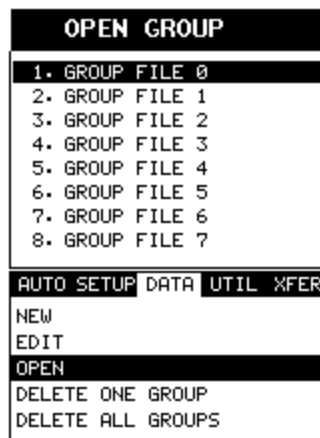 OPEN GROUP
1. GROUP FILE 0
2. GROUP FILE 1
3. GROUP FILE 2
4. GROUP FILE 3
5. GROUP FILE 4
6. GROUP FILE 5
7. GROUP FILE 6
8. GROUP FILE 7
AUTO SETUP DATA UTIL XFER
NEW
EDIT
OPEN
DELETE ONE GROUP
DELETE ALL GROUPS